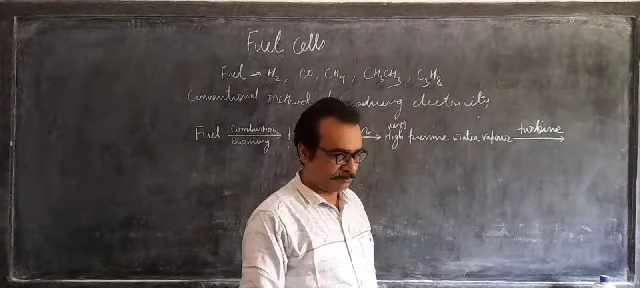 Fuel cells
Fuel → H₂, CO, CH₄, CH₃CH₃, C₃H₈
Conventional method producing electricity
Fuel Combustion Burning → High pressure water vapour turbine →